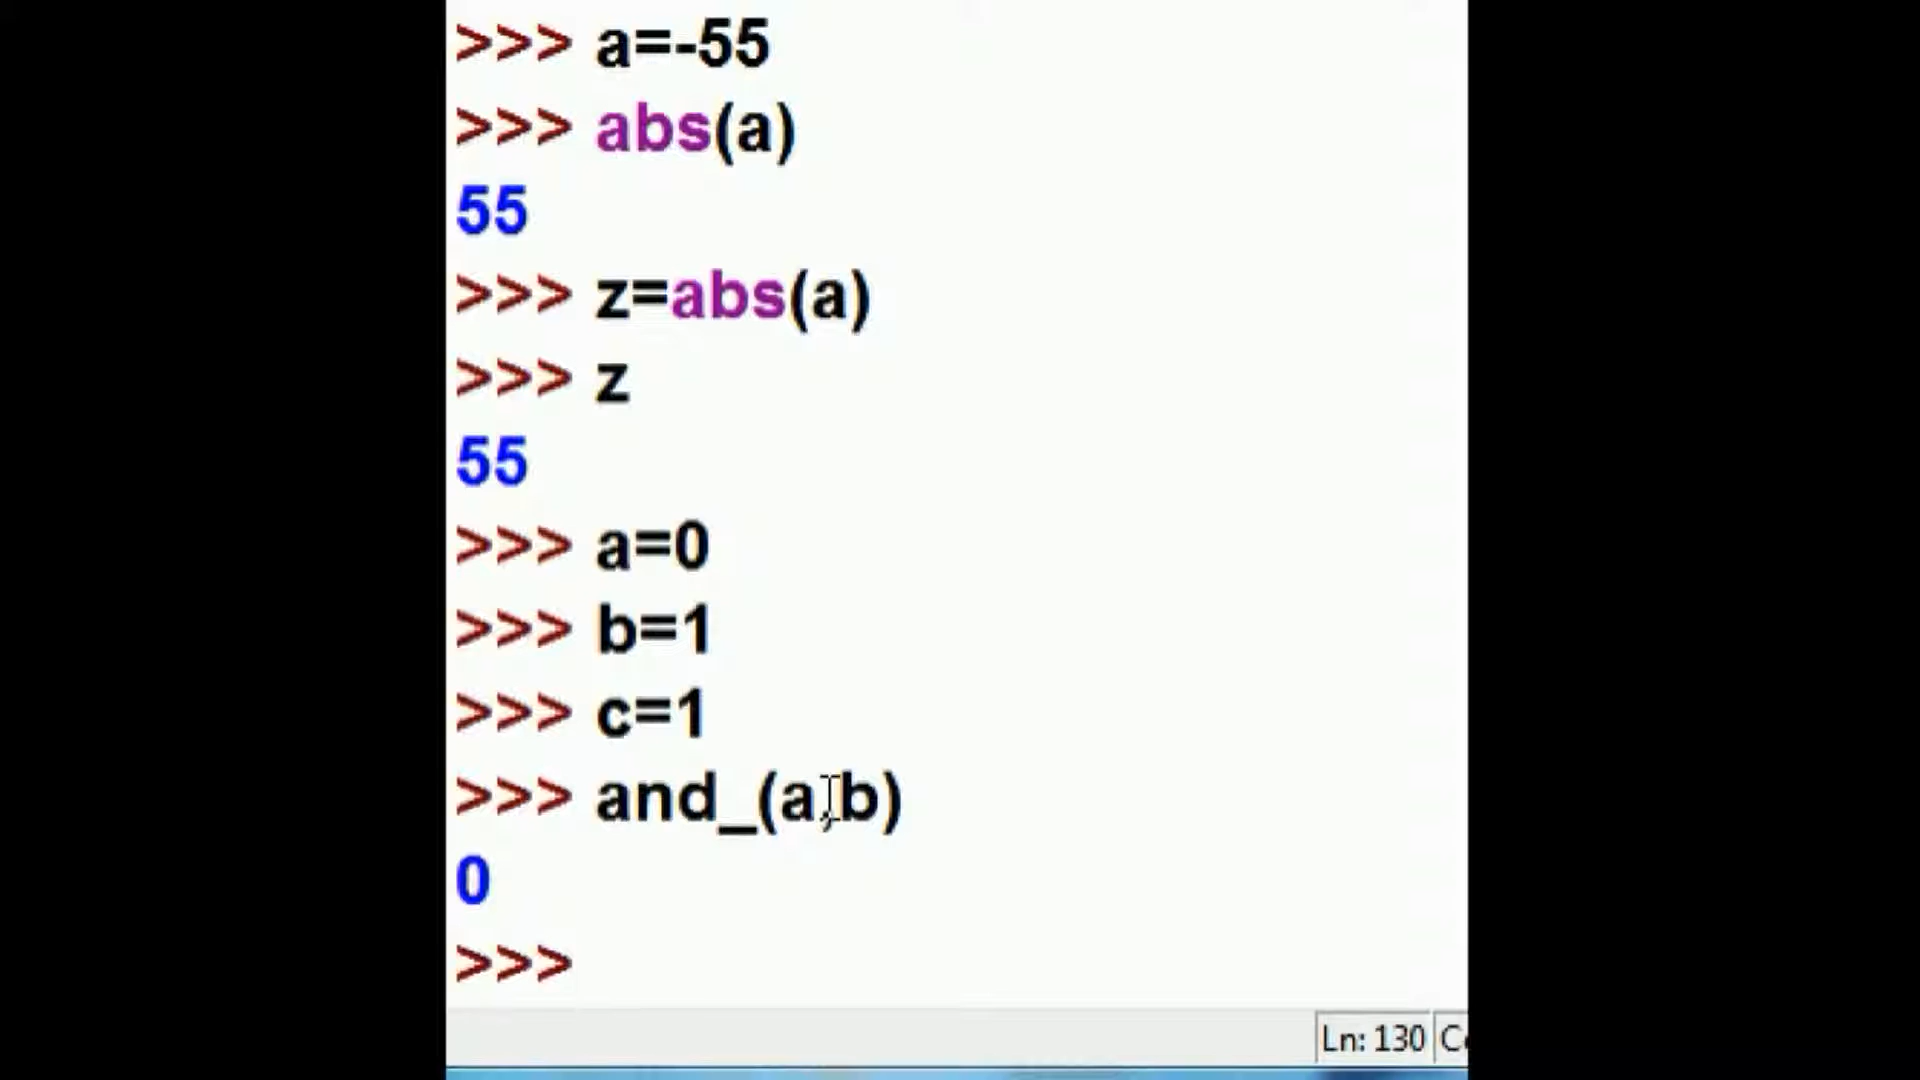 >>> a=-55
>>> abs(a)
55
>>> z=abs(a)
>>> z
55
>>> a=0
>>> b=1
>>> c=1
>>> and_(a,b)
0
>>>
Ln: 130